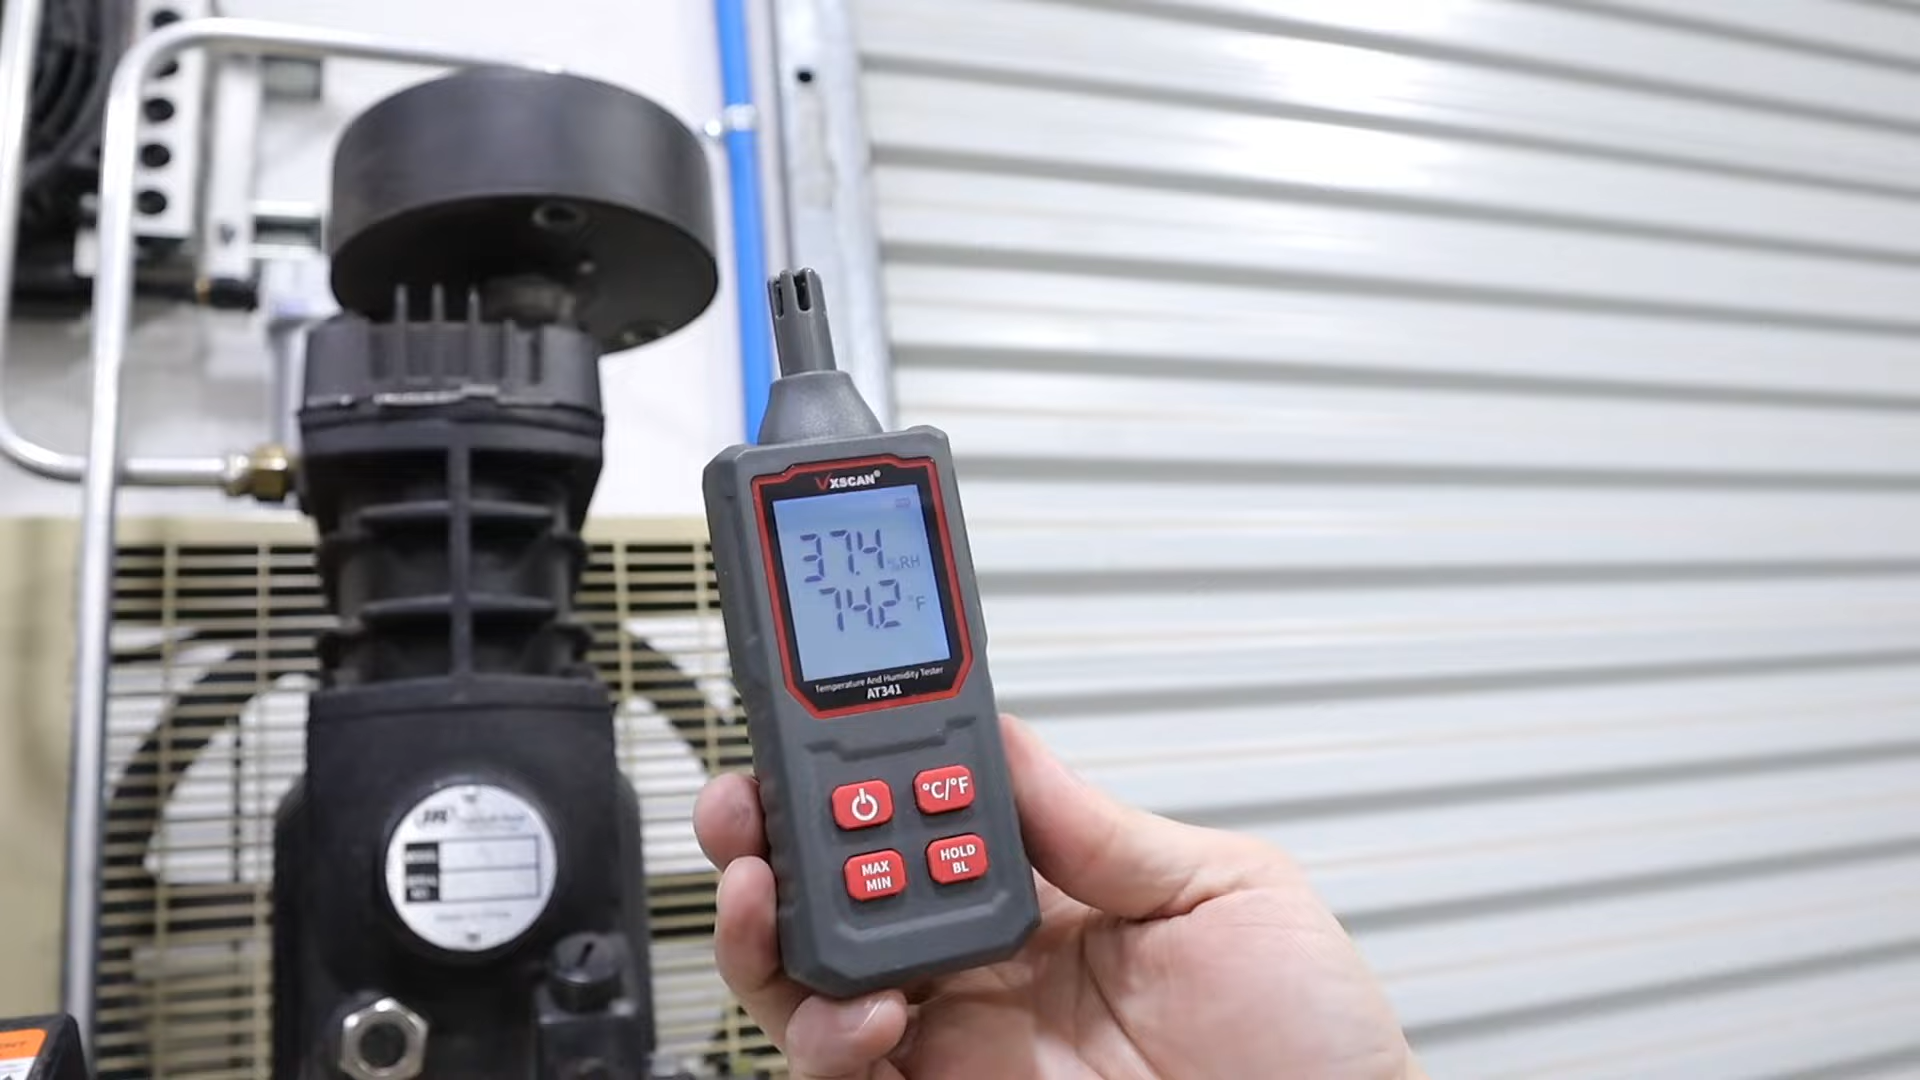 VXSCAN®
37.4 %RH
74.2 °F
Temperature And Humidity Tester
AT341
°C/°F
MAX
MIN
HOLD
BL